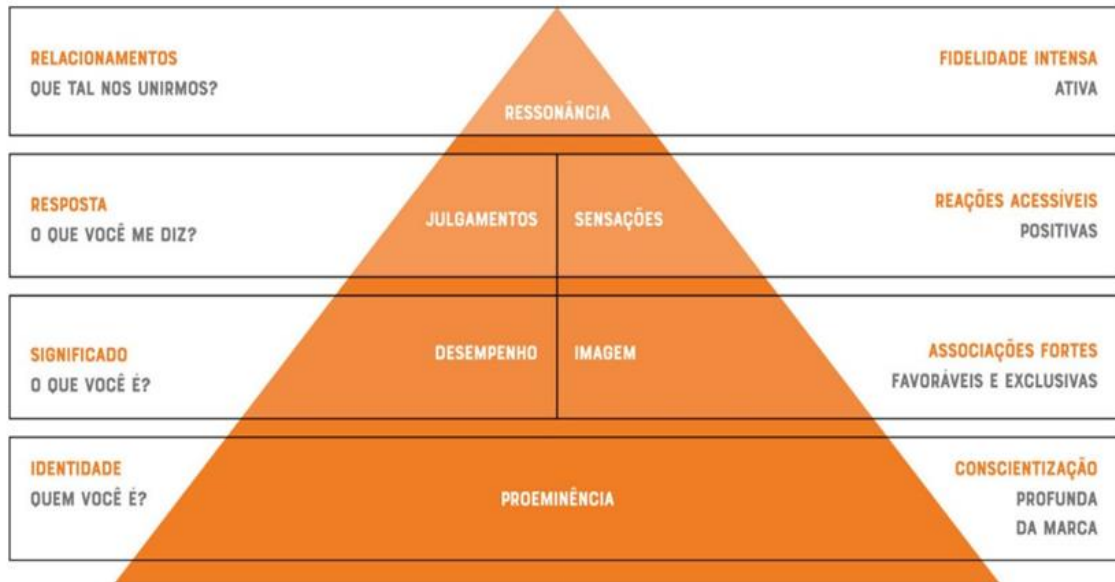 RELACIONAMENTOS
QUE TAL NOS UNIRMOS?
RESSONÂNCIA
FIDELIDADE INTENSA
ATIVA
RESPOSTA
O QUE VOCÊ ME DIZ?
JULGAMENTOS
SENSAÇÕES
REAÇÕES ACESSÍVEIS
POSITIVAS
SIGNIFICADO
O QUE VOCÊ É?
DESEMPENHO
IMAGEM
ASSOCIAÇÕES FORTES
FAVORÁVEIS E EXCLUSIVAS
IDENTIDADE
QUEM VOCÊ É?
PROEMINÊNCIA
CONSCIENTIZAÇÃO
PROFUNDA
DA MARCA